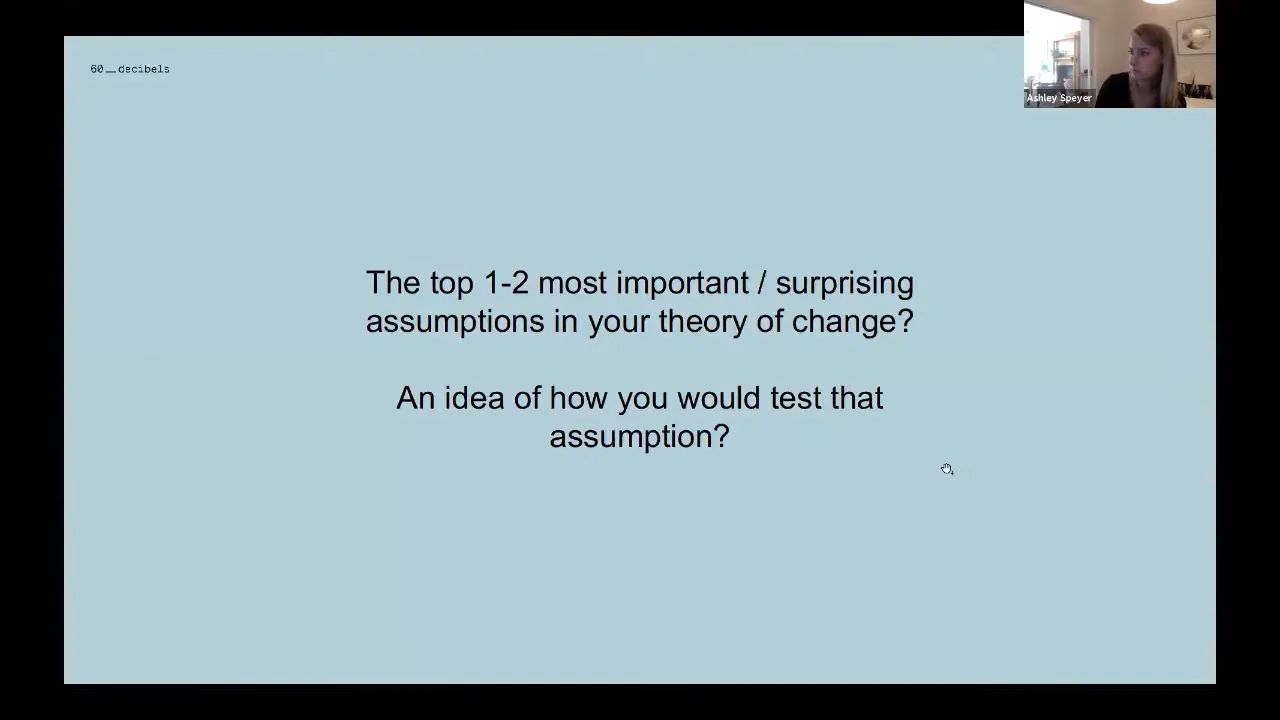 60__decibels
Ashley Speyer
The top 1-2 most important / surprising
assumptions in your theory of change?
An idea of how you would test that
assumption?